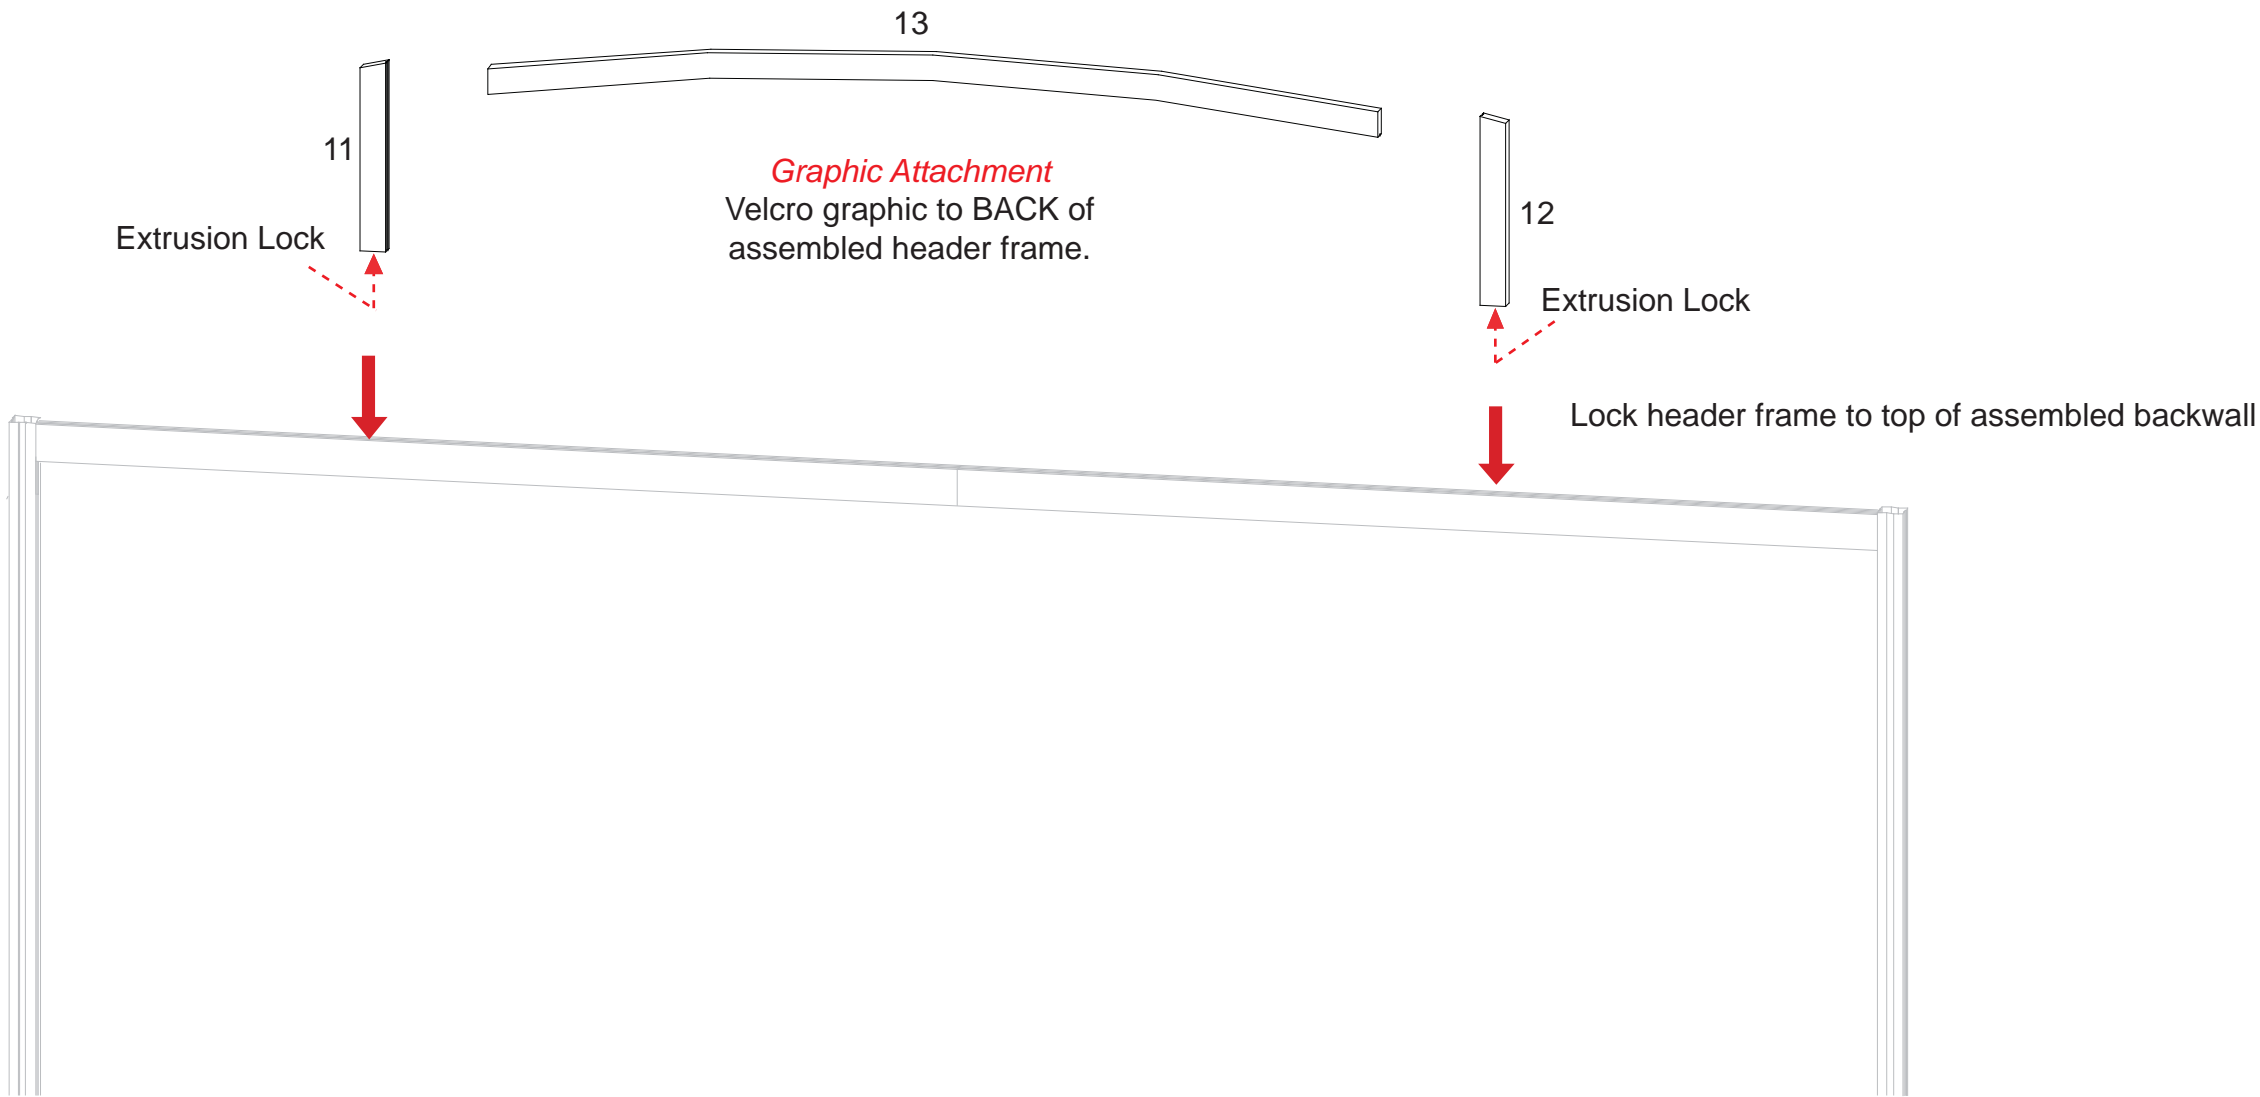 13
11
Graphic Attachment
Velcro graphic to BACK of
assembled header frame.
12
Extrusion Lock
Extrusion Lock
Lock header frame to top of assembled backwall